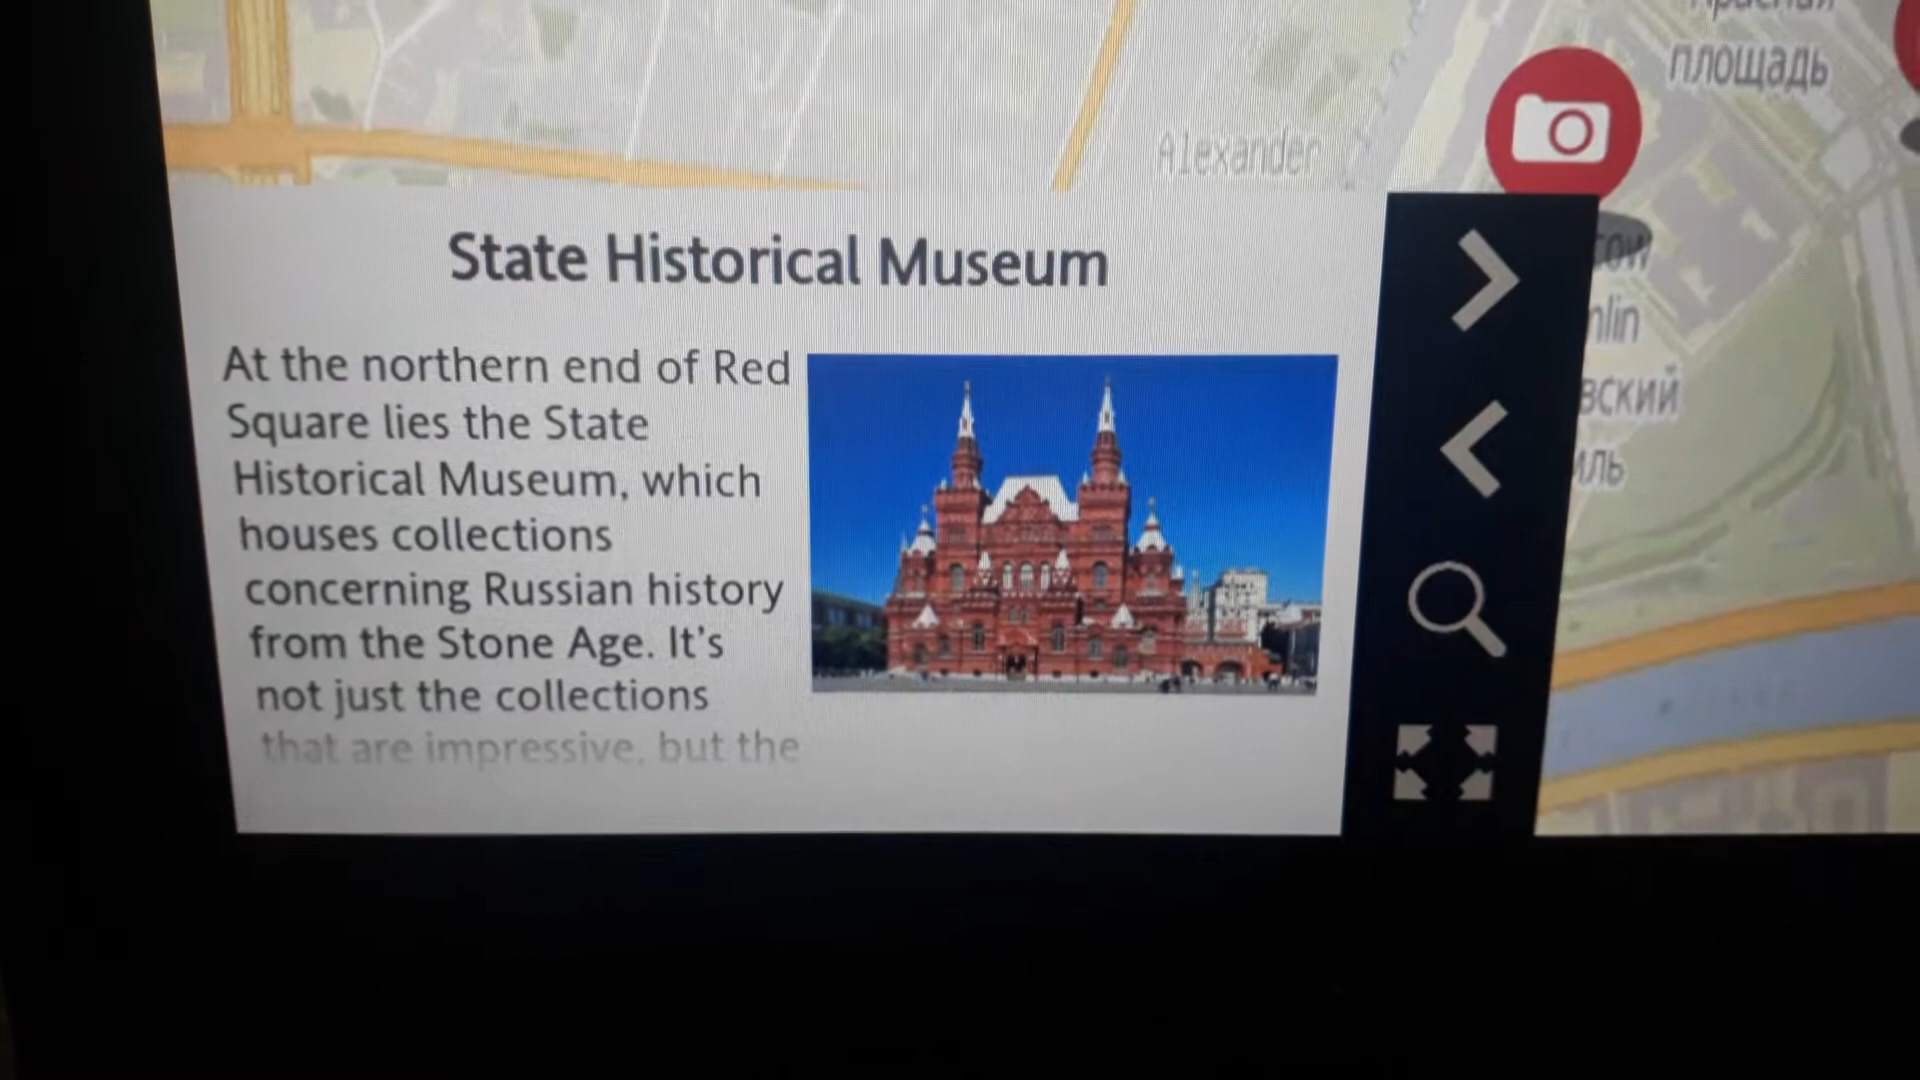 площадь
Alexander
State Historical Museum
At the northern end of Red
Square lies the State
Historical Museum, which
houses collections
concerning Russian history
from the Stone Age. It's
not just the collections
that are impressive, but the